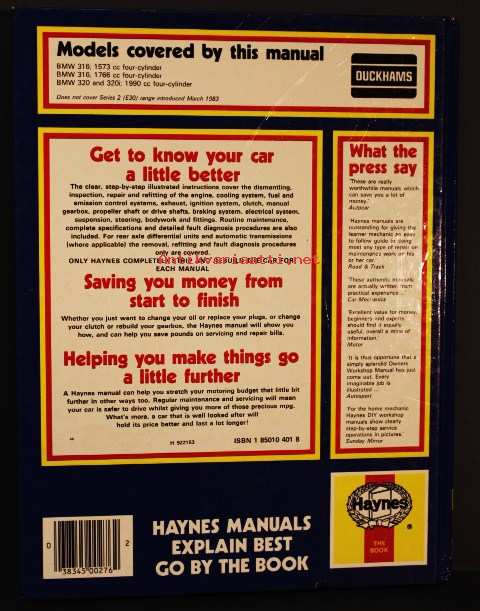 Models covered by this manual
BMW 316, 1573 cc four-cylinder
BMW 316, 1766 cc four-cylinder
BMW 320 and 320i, 1990 cc four-cylinder
Does not cover Series 2 (E30) range introduced March 1983
DUCKHAMS
Get to know your car
a little better
The clear, step-by-step illustrated instructions cover the dismantling,
inspection, repair and refitting of the engine, cooling system, fuel and
emission control systems, exhaust, ignition system, clutch, manual
gearbox, propeller shaft or drive shafts, braking system, electrical system,
suspension, steering, bodywork and fittings. Routine maintenance,
complete specifications and detailed fault diagnosis procedures are also
included. For rear axle differential units and automatic transmissions
(where applicable) the removal, refitting and fault diagnosis procedures
only are covered.
ONLY HAYNES COMPLETELY STRIP AND REBUILD A CAR FOR
EACH MANUAL
Saving you money from
start to finish
Whether you just want to change your oil or replace your plugs, or change
your clutch or rebuild your gearbox, the Haynes manual will show you
how, and can help you save pounds on servicing and repair bills.
Helping you make things go
a little further
A Haynes manual can help you stretch your motoring budget that little bit
further in other ways too. Regular maintenance and servicing will mean
your car is safer to drive whilst giving you more of those precious mpg.
What's more, a car that is well looked after will
hold its price better and last a lot longer!
H 922183
ISBN 1 85010 401 8
What the
press say
'These are really
worthwhile manuals which
can save you a lot of
money.'
Autocar
'Haynes manuals are
outstanding for giving the
learner mechanic an easy
to follow guide to doing
most any type of repair or
maintenance work on his
or her car.'
Road & Track
'These authentic manuals
are actually written from
practical experience...'
Car Mechanics
'Excellent value for money,
beginners and experts
should find it equally
useful, overall a mine of
information.'
Motor
'It is thus opportune that a
simply splendid Owners
Workshop Manual has just
come out. Every
imaginable job is
illustrated ...'
Autosport
'For the home mechanic
Haynes DIY workshop
manuals show clearly
step-by-step service
operations in pictures.'
Sunday Mirror
0
2
38345 00276
HAYNES MANUALS
EXPLAIN BEST
GO BY THE BOOK
Haynes
®
THE
BOOK